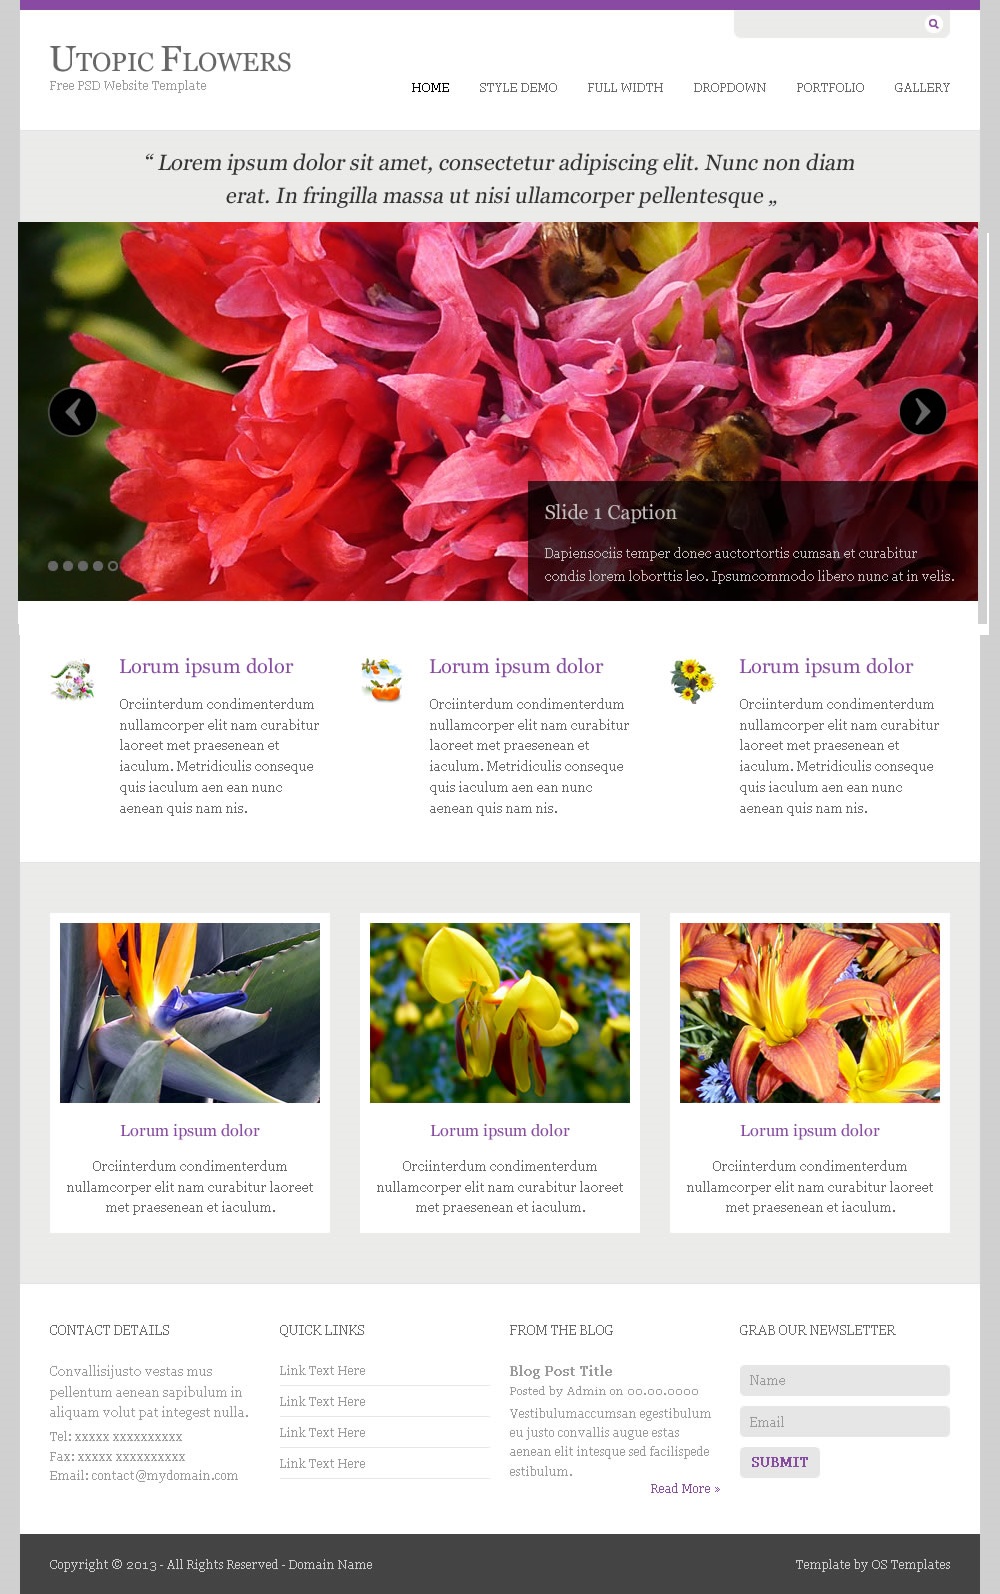 Utopic Flowers
Free PSD Website Template
HOME STYLE DEMO FULL WIDTH DROPDOWN PORTFOLIO GALLERY
“ Lorem ipsum dolor sit amet, consectetur adipiscing elit. Nunc non diam
erat. In fringilla massa ut nisi ullamcorper pellentesque „
Slide 1 Caption
Dapiensociis temper donec auctortortis cumsan et curabitur
condis lorem loborttis leo. Ipsumcommodo libero nunc at in velis.
Lorum ipsum dolor
Orciinterdum condimenterdum
nullamcorper elit nam curabitur
laoreet met praesenean et
iaculum. Metridiculis conseque
quis iaculum aen ean nunc
aenean quis nam nis.
Lorum ipsum dolor
Orciinterdum condimenterdum
nullamcorper elit nam curabitur
laoreet met praesenean et
iaculum. Metridiculis conseque
quis iaculum aen ean nunc
aenean quis nam nis.
Lorum ipsum dolor
Orciinterdum condimenterdum
nullamcorper elit nam curabitur
laoreet met praesenean et
iaculum. Metridiculis conseque
quis iaculum aen ean nunc
aenean quis nam nis.
Lorum ipsum dolor
Orciinterdum condimenterdum
nullamcorper elit nam curabitur laoreet
met praesenean et iaculum.
Lorum ipsum dolor
Orciinterdum condimenterdum
nullamcorper elit nam curabitur laoreet
met praesenean et iaculum.
Lorum ipsum dolor
Orciinterdum condimenterdum
nullamcorper elit nam curabitur laoreet
met praesenean et iaculum.
CONTACT DETAILS
Convallisijusto vestas mus
pellentum aenean sapibulum in
aliquam volut pat integest nulla.
Tel: xxxxx xxxxxxxxxx
Fax: xxxxx xxxxxxxxxx
Email: contact@mydomain.com
QUICK LINKS
Link Text Here
Link Text Here
Link Text Here
Link Text Here
FROM THE BLOG
Blog Post Title
Posted by Admin on 00.00.0000
Vestibulumaccumsan egestibulum
eu justo convallis augue estas
aenean elit intesque sed facilispede
estibulum.
Read More »
GRAB OUR NEWSLETTER
Name
Email
SUBMIT
Copyright © 2013 - All Rights Reserved - Domain Name
Template by OS Templates